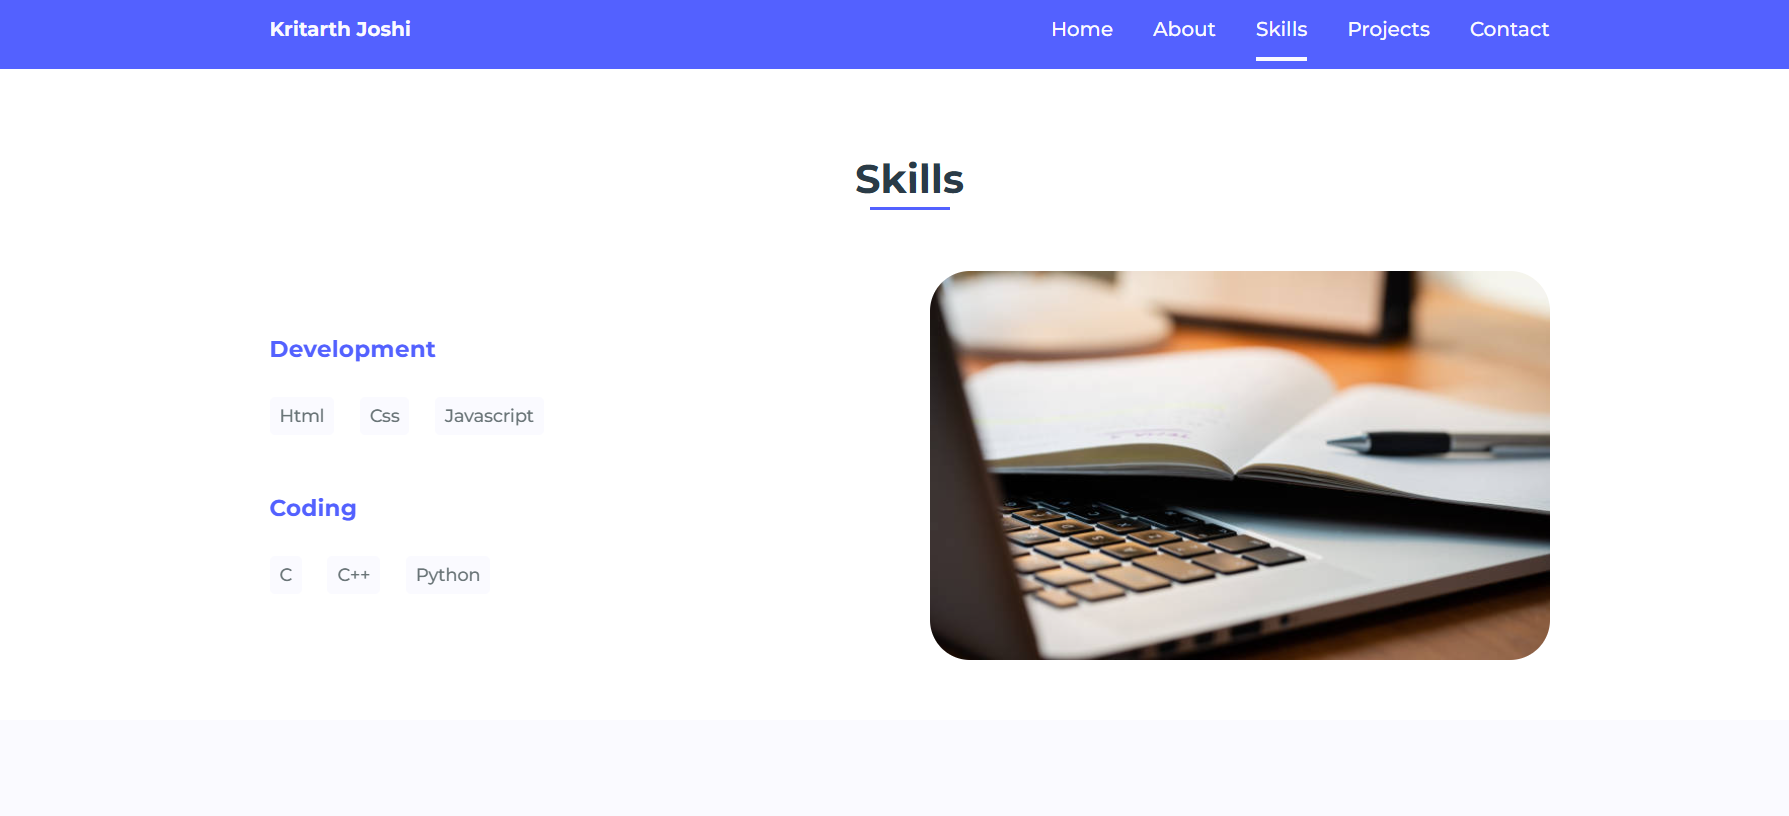 Kritarth Joshi Home About Skills Projects Contact
Skills
Development
Html Css Javascript
Coding
C C++ Python